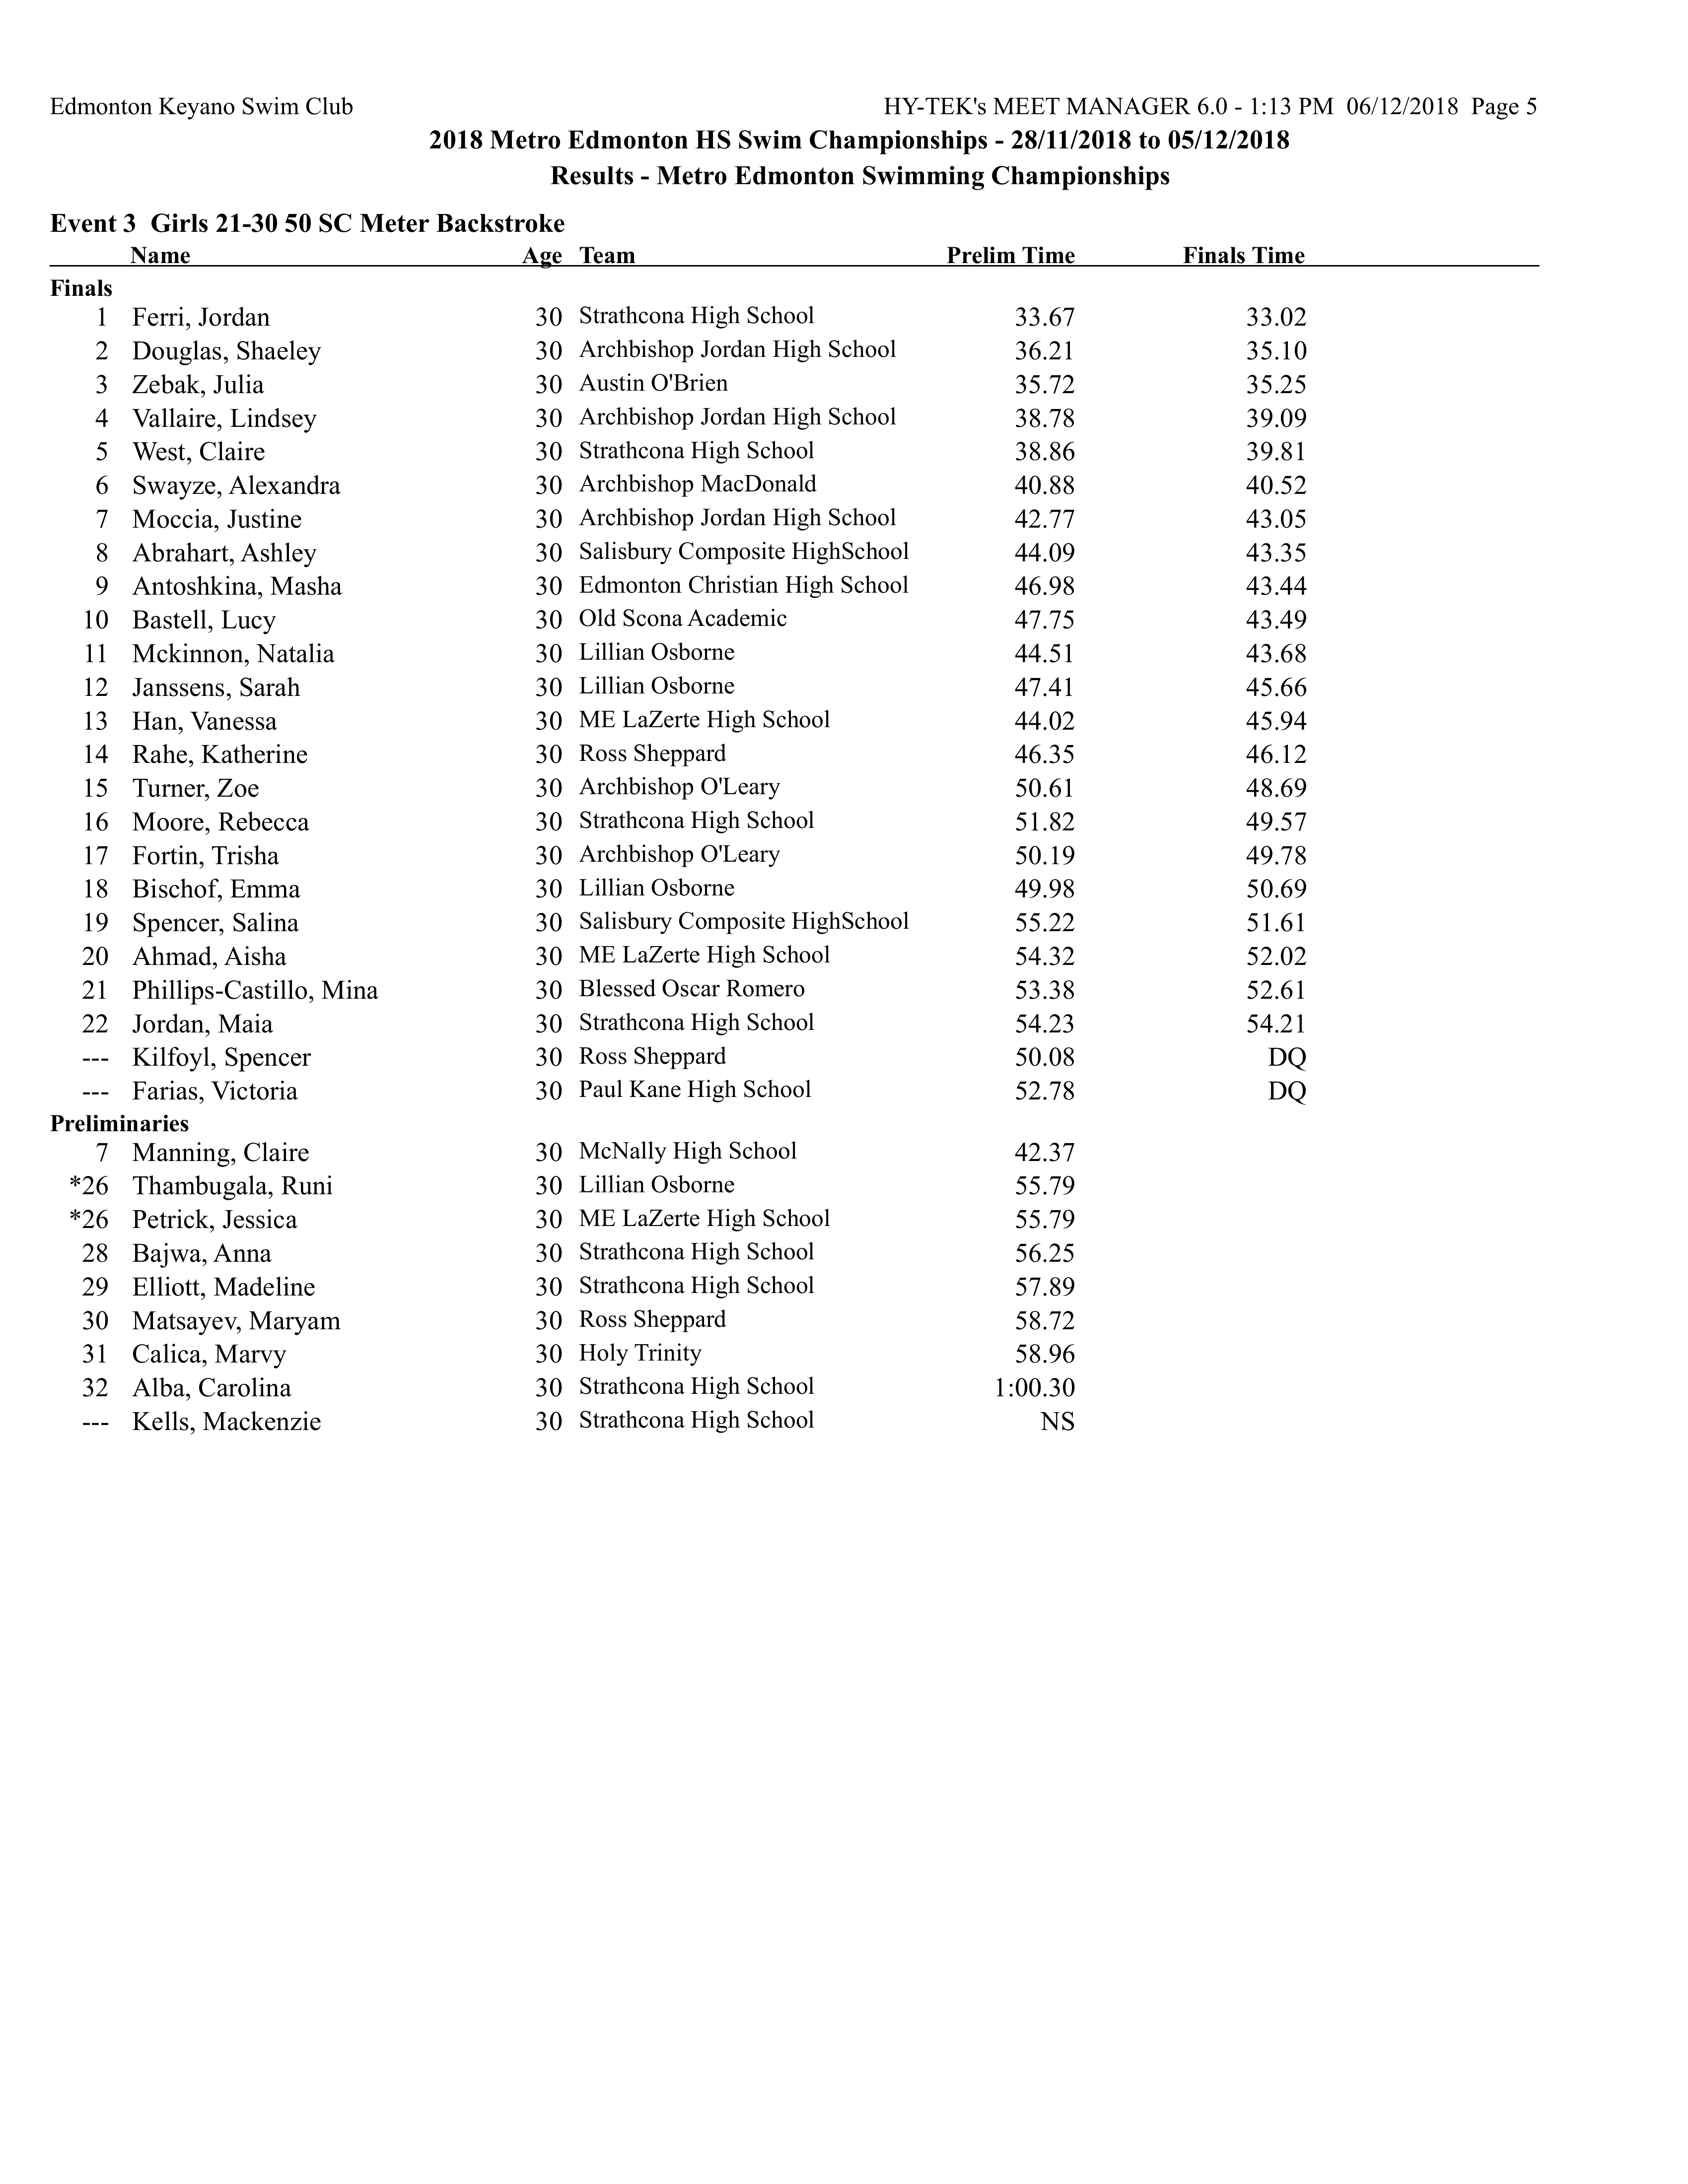 Edmonton Keyano Swim Club HY-TEK's MEET MANAGER 6.0 - 1:13 PM 06/12/2018 Page 5
2018 Metro Edmonton HS Swim Championships - 28/11/2018 to 05/12/2018
Results - Metro Edmonton Swimming Championships
Event 3 Girls 21-30 50 SC Meter Backstroke
Name Age Team Prelim Time Finals Time
Finals
1 Ferri, Jordan 30 Strathcona High School 33.67 33.02
2 Douglas, Shaeley 30 Archbishop Jordan High School 36.21 35.10
3 Zebak, Julia 30 Austin O'Brien 35.72 35.25
4 Vallaire, Lindsey 30 Archbishop Jordan High School 38.78 39.09
5 West, Claire 30 Strathcona High School 38.86 39.81
6 Swayze, Alexandra 30 Archbishop MacDonald 40.88 40.52
7 Moccia, Justine 30 Archbishop Jordan High School 42.77 43.05
8 Abrahart, Ashley 30 Salisbury Composite HighSchool 44.09 43.35
9 Antoshkina, Masha 30 Edmonton Christian High School 46.98 43.44
10 Bastell, Lucy 30 Old Scona Academic 47.75 43.49
11 Mckinnon, Natalia 30 Lillian Osborne 44.51 43.68
12 Janssens, Sarah 30 Lillian Osborne 47.41 45.66
13 Han, Vanessa 30 ME LaZerte High School 44.02 45.94
14 Rahe, Katherine 30 Ross Sheppard 46.35 46.12
15 Turner, Zoe 30 Archbishop O'Leary 50.61 48.69
16 Moore, Rebecca 30 Strathcona High School 51.82 49.57
17 Fortin, Trisha 30 Archbishop O'Leary 50.19 49.78
18 Bischof, Emma 30 Lillian Osborne 49.98 50.69
19 Spencer, Salina 30 Salisbury Composite HighSchool 55.22 51.61
20 Ahmad, Aisha 30 ME LaZerte High School 54.32 52.02
21 Phillips-Castillo, Mina 30 Blessed Oscar Romero 53.38 52.61
22 Jordan, Maia 30 Strathcona High School 54.23 54.21
--- Kilfoyl, Spencer 30 Ross Sheppard 50.08 DQ
--- Farias, Victoria 30 Paul Kane High School 52.78 DQ
Preliminaries
7 Manning, Claire 30 McNally High School 42.37
*26 Thambugala, Runi 30 Lillian Osborne 55.79
*26 Petrick, Jessica 30 ME LaZerte High School 55.79
28 Bajwa, Anna 30 Strathcona High School 56.25
29 Elliott, Madeline 30 Strathcona High School 57.89
30 Matsayev, Maryam 30 Ross Sheppard 58.72
31 Calica, Marvy 30 Holy Trinity 58.96
32 Alba, Carolina 30 Strathcona High School 1:00.30
--- Kells, Mackenzie 30 Strathcona High School NS